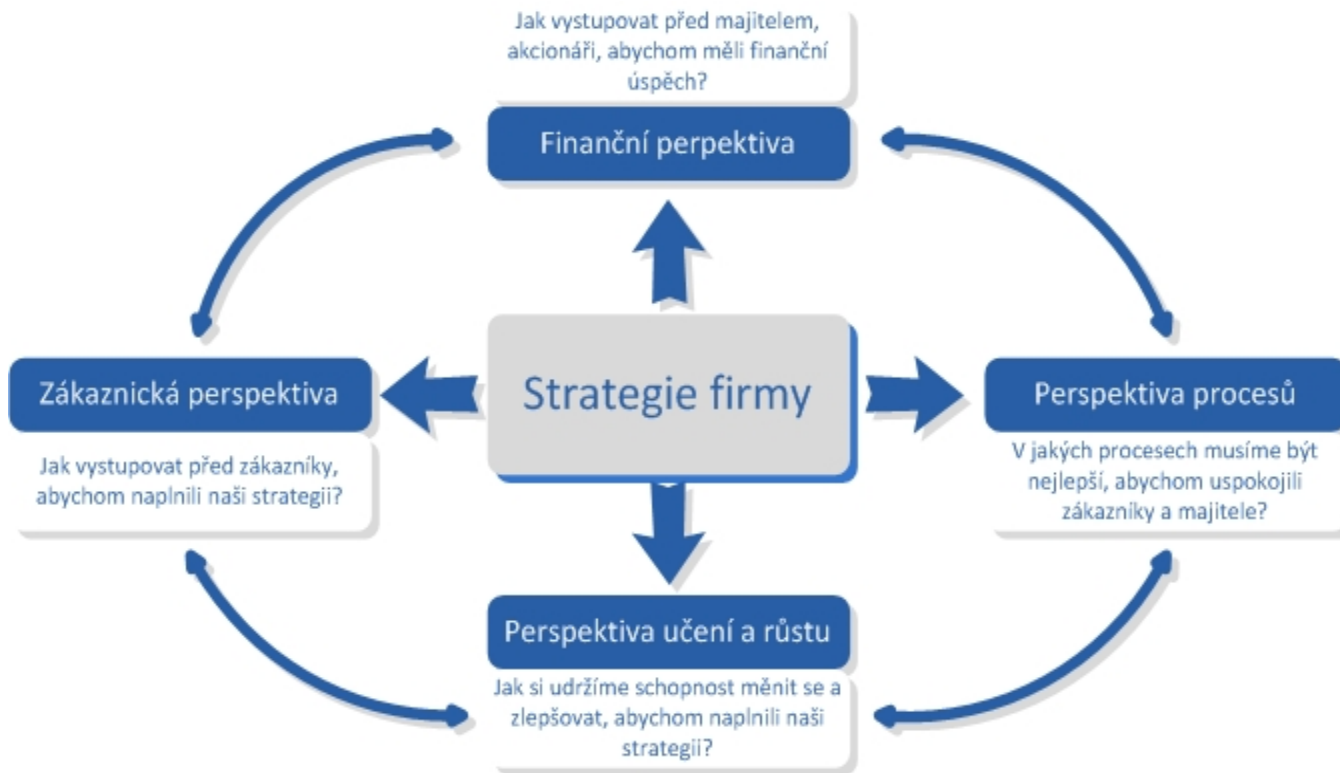 Jak vystupovat před majitelem,
akcionáři, abychom měli finanční
úspěch?
Finanční perpektiva
Zákaznická perspektiva
Jak vystupovat před zákazníky,
abychom naplnili naši strategii?
Strategie firmy
Perspektiva procesů
V jakých procesech musíme být
nejlepší, abychom uspokojili
zákazníky a majitele?
Perspektiva učení a růstu
Jak si udržíme schopnost měnit se a
zlepšovat, abychom naplnili naši
strategii?